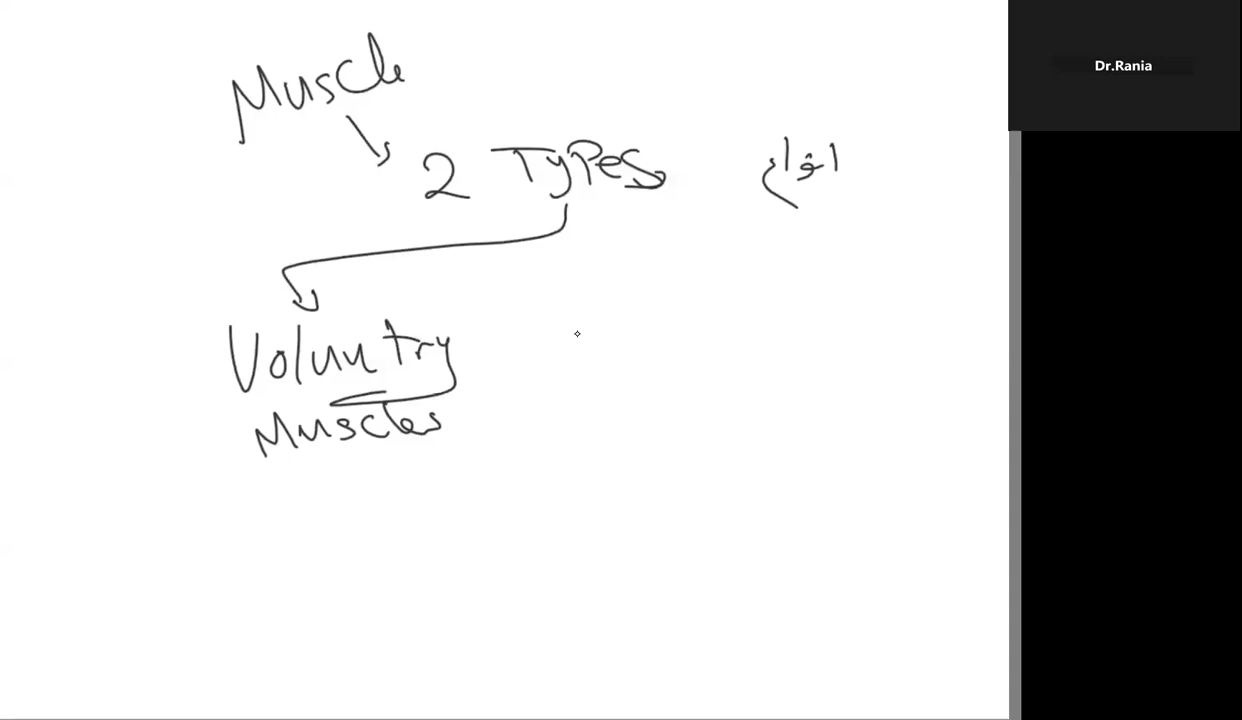 Muscle
2 Types انواع
Voluntry
Muscles
Dr.Rania